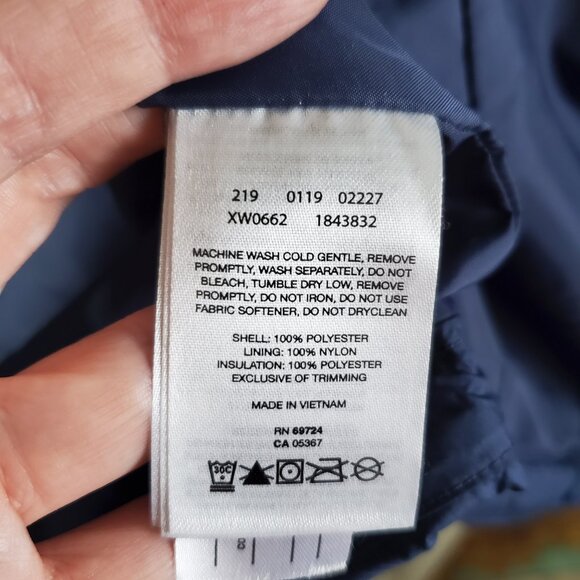 219 0119 02227
XW0662 1843832
MACHINE WASH COLD GENTLE, REMOVE
PROMPTLY, WASH SEPARATELY, DO NOT
BLEACH, TUMBLE DRY LOW, REMOVE
PROMPTLY, DO NOT IRON, DO NOT USE
FABRIC SOFTENER, DO NOT DRYCLEAN
SHELL: 100% POLYESTER
LINING: 100% NYLON
INSULATION: 100% POLYESTER
EXCLUSIVE OF TRIMMING
MADE IN VIETNAM
RN 69724
CA 05367
30C